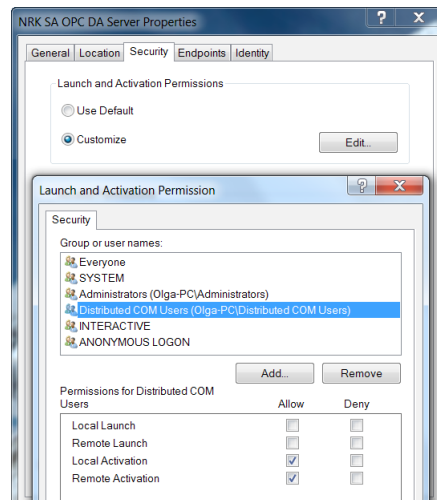 NRK SA OPC DA Server Properties
General Location Security Endpoints Identity
Launch and Activation Permissions
Use Default
Customize
Edit...
Launch and Activation Permission
Security
Group or user names:
Everyone
SYSTEM
Administrators (Olga-PC\Administrators)
Distributed COM Users (Olga-PC\Distributed COM Users)
INTERACTIVE
ANONYMOUS LOGON
Add... Remove
Permissions for Distributed COM
Users Allow Deny
Local Launch
Remote Launch
Local Activation
Remote Activation